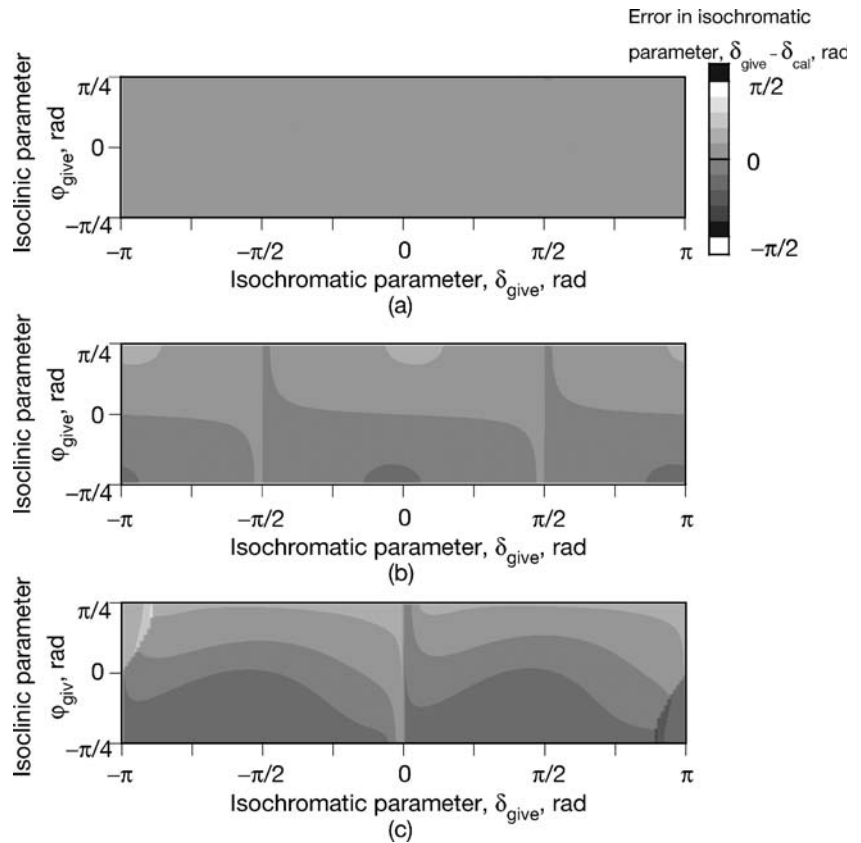 Error in isochromatic
parameter, δgive – δcal, rad
π/2
0
−π/2
Isoclinic parameter
φgive, rad
π/4
0
−π/4
−π −π/2 0 π/2 π
Isochromatic parameter, δgive, rad
(a)
Isoclinic parameter
φgive, rad
π/4
0
−π/4
−π −π/2 0 π/2 π
Isochromatic parameter, δgive, rad
(b)
Isoclinic parameter
φgiv, rad
π/4
0
−π/4
−π −π/2 0 π/2 π
Isochromatic parameter, δgive, rad
(c)